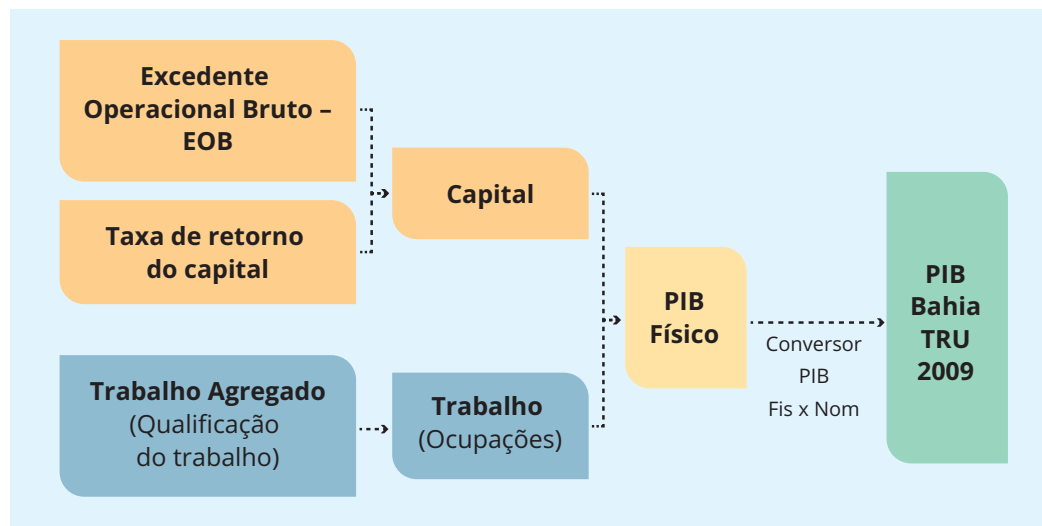 Excedente
Operacional Bruto –
EOB
Taxa de retorno
do capital
Capital
Trabalho Agregado
(Qualificação
do trabalho)
Trabalho
(Ocupações)
PIB
Físico
Conversor
PIB
Fis x Nom
PIB
Bahia
TRU
2009